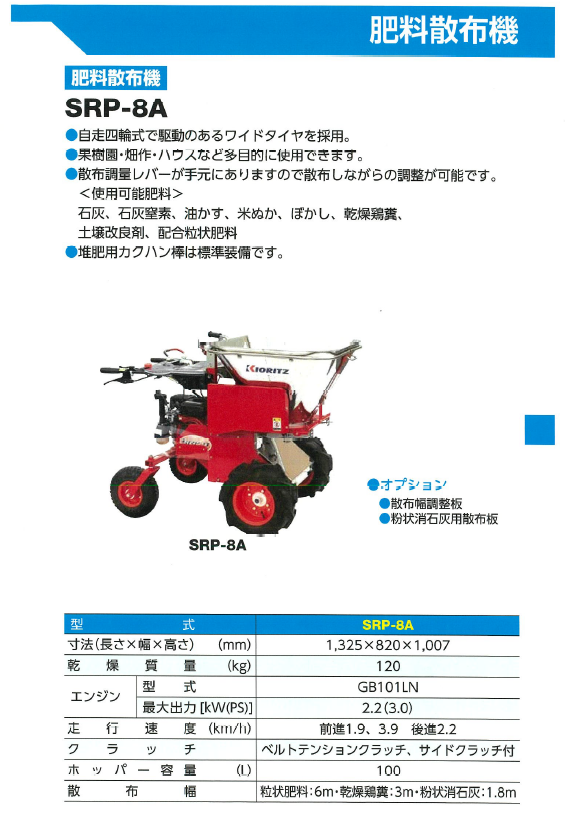 肥料散布機
肥料散布機
SRP-8A
●自走四輪式で駆動のあるワイドタイヤを採用。
●果樹園・畑作・ハウスなど多目的に使用できます。
●散布調量レバーが手元にありますので散布しながらの調整が可能です。
＜使用可能肥料＞
石灰、石灰窒素、油かす、米ぬか、ぼかし、乾燥鶏糞、
土壌改良剤、配合粒状肥料
●堆肥用カクハン棒は標準装備です。
KIORITZ
SRP-8A
●オプション
●散布幅調整板
●粉状消石灰用散布板
型式 SRP-8A
寸法(長さ×幅×高さ) (mm) 1,325×820×1,007
乾燥質量 (kg) 120
エンジン 型式 GB101LN
最大出力[kW(PS)] 2.2(3.0)
走行速度 (km/h) 前進1.9、3.9 後進2.2
クラッチ ベルトテンションクラッチ、サイドクラッチ付
ホッパー容量 (L) 100
散布幅 粒状肥料:6m・乾燥鶏糞:3m・粉状消石灰:1.8m